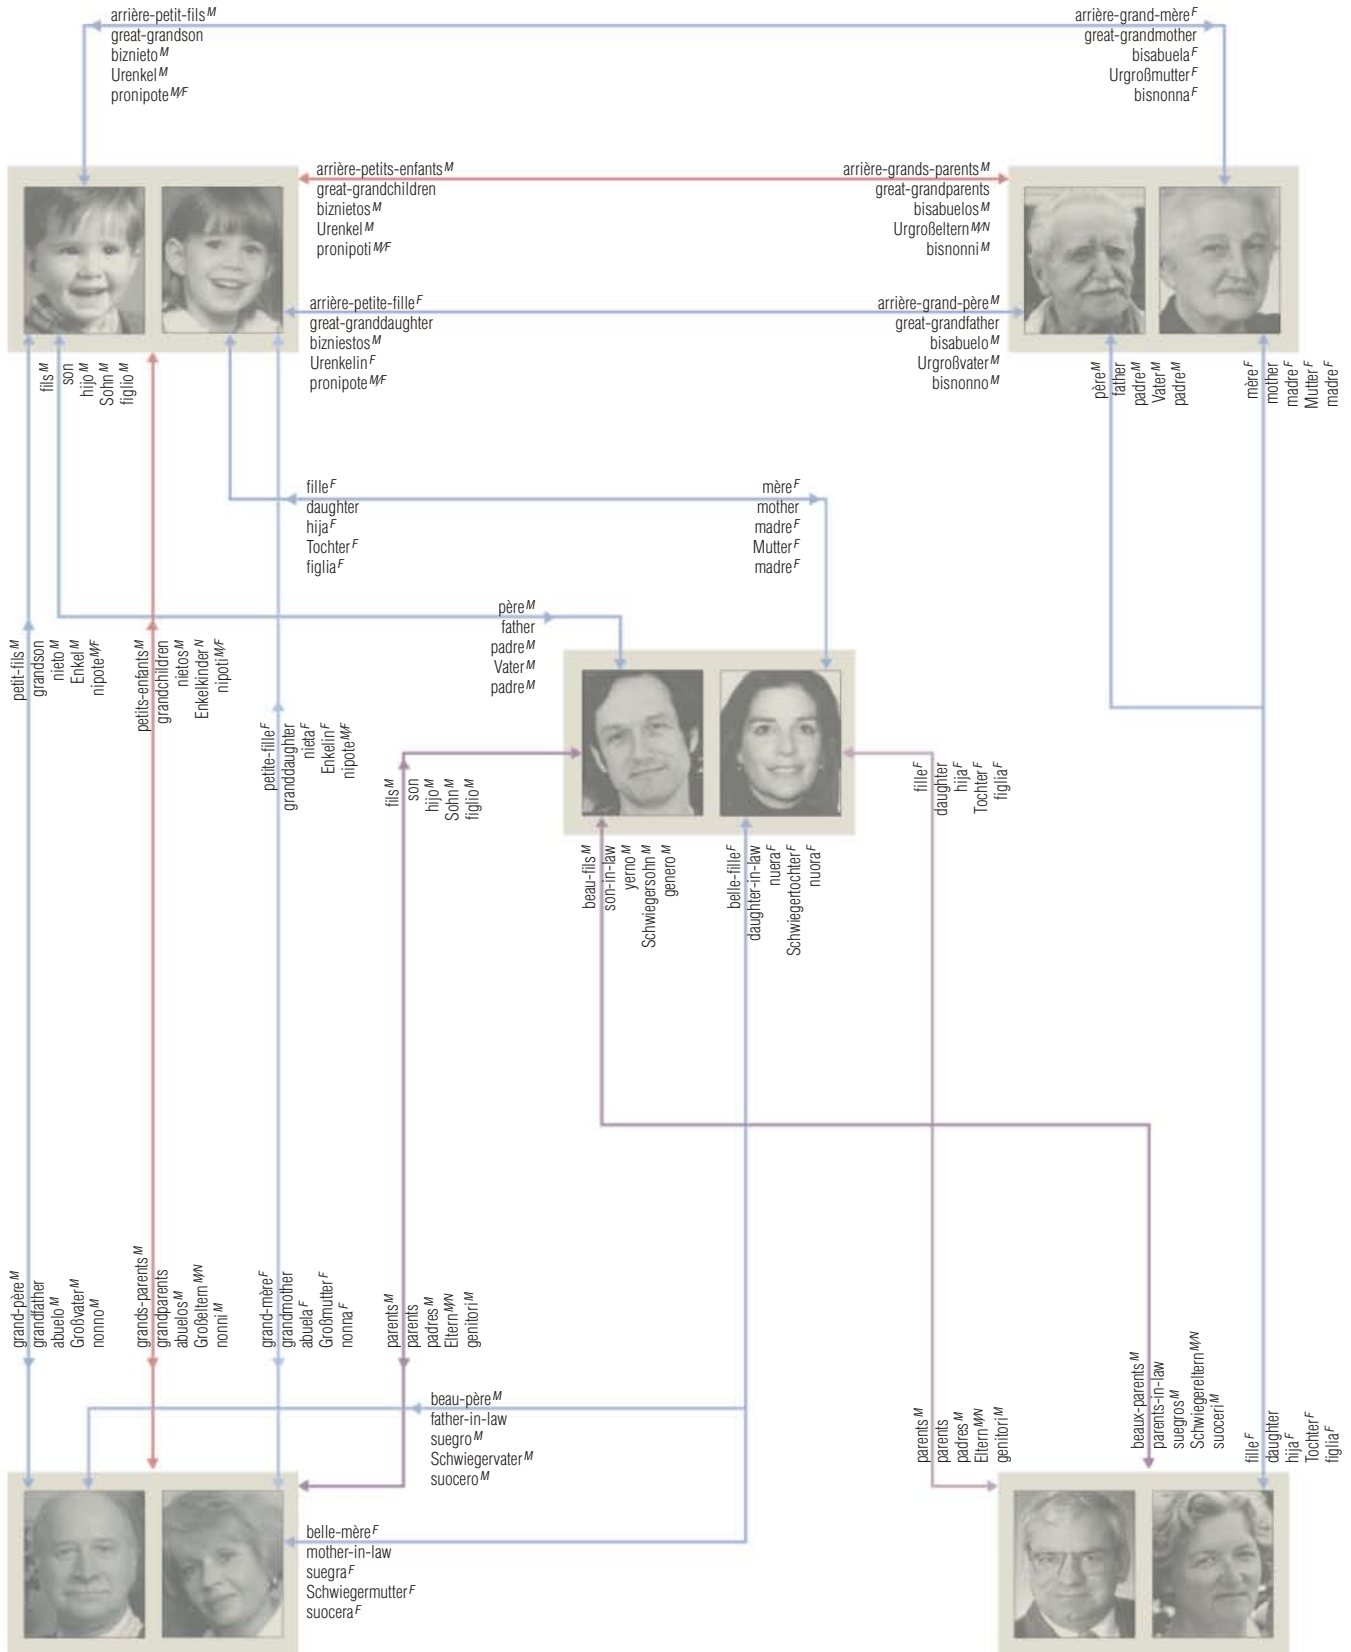 arrière-petit-fils M
great-grandson
biznieto M
Urenkel M
pronipote M/F
arrière-grand-mère F
great-grandmother
bisabuela F
Urgroßmutter F
bisnonna F
arrière-petits-enfants M
great-grandchildren
biznietos M
Urenkel M
pronipoti M/F
arrière-grands-parents M
great-grandparents
bisabuelos M
Urgroßeltern M/N
bisnonni M
arrière-petite-fille F
great-granddaughter
bizniestos M
Urenkelin F
pronipote M/F
arrière-grand-père M
great-grandfather
bisabuelo M
Urgroßvater M
bisnonno M
fils M
son
hijo M
Sohn M
figlio M
père M
father
padre M
Vater M
padre M
mère F
mother
madre F
Mutter F
madre F
fille F
daughter
hija F
Tochter F
figlia F
mère F
mother
madre F
Mutter F
madre F
père M
father
padre M
Vater M
padre M
petit-fils M
grandson
nieto M
Enkel M
nipote M/F
petits-enfants M
grandchildren
nietos M
Enkelkinder N
nipoti M/F
petite-fille F
granddaughter
nieta F
Enkelin F
nipote M/F
fils M
son
hijo M
Sohn M
figlio M
fille F
daughter
hija F
Tochter F
figlia F
beau-fils M
son-in-law
yerno M
Schwiegersohn M
genero M
belle-fille F
daughter-in-law
nuera F
Schwiegertochter F
nuora F
grand-père M
grandfather
abuelo M
Großvater M
nonno M
grands-parents M
grandparents
abuelos M
Großeltern M/N
nonni M
grand-mère F
grandmother
abuela F
Großmutter F
nonna F
parents M
parents
padres M
Eltern M/N
genitori M
beau-père M
father-in-law
suegro M
Schwiegervater M
suocero M
parents M
parents
padres M
Eltern M/N
genitori M
beaux-parents M
parents-in-law
suegros M
Schwiegereltern M/N
suoceri M
fille F
daughter
hija F
Tochter F
figlia F
belle-mère F
mother-in-law
suegra F
Schwiegermutter F
suocera F